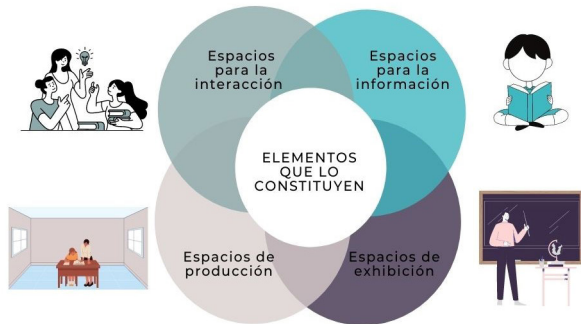 Espacios
para la
interacción
Espacios
para la
información
ELEMENTOS
QUE LO
CONSTITUYEN
Espacios de
producción
Espacios de
exhibición